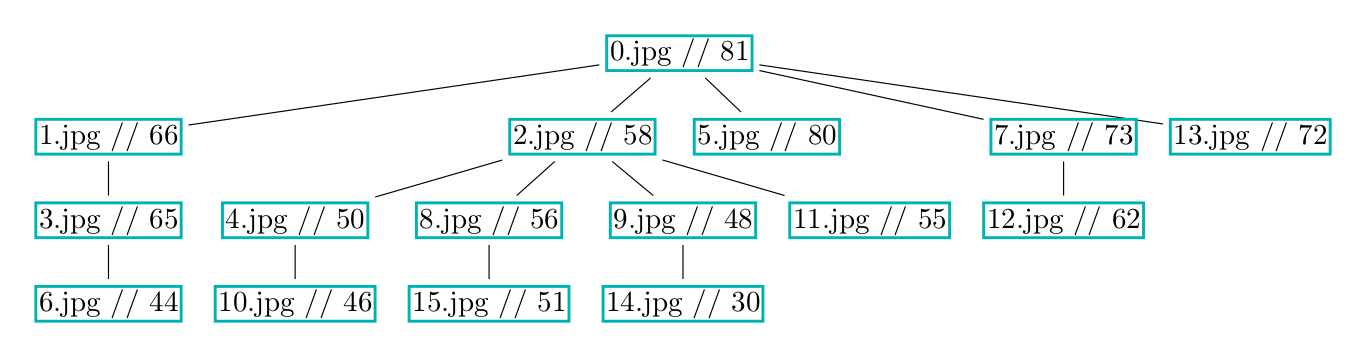 0.jpg // 81
1.jpg // 66
2.jpg // 58
5.jpg // 80
7.jpg // 73
13.jpg // 72
3.jpg // 65
4.jpg // 50
8.jpg // 56
9.jpg // 48
11.jpg // 55
12.jpg // 62
6.jpg // 44
10.jpg // 46
15.jpg // 51
14.jpg // 30